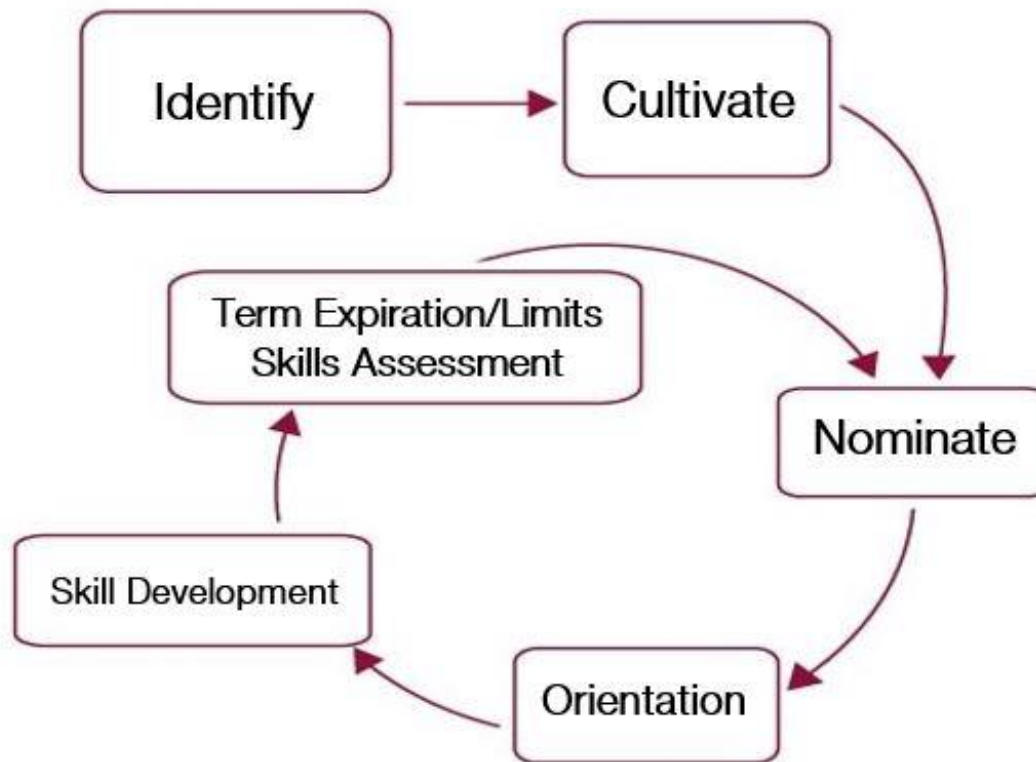 Identify
Cultivate
Term Expiration/Limits
Skills Assessment
Nominate
Skill Development
Orientation